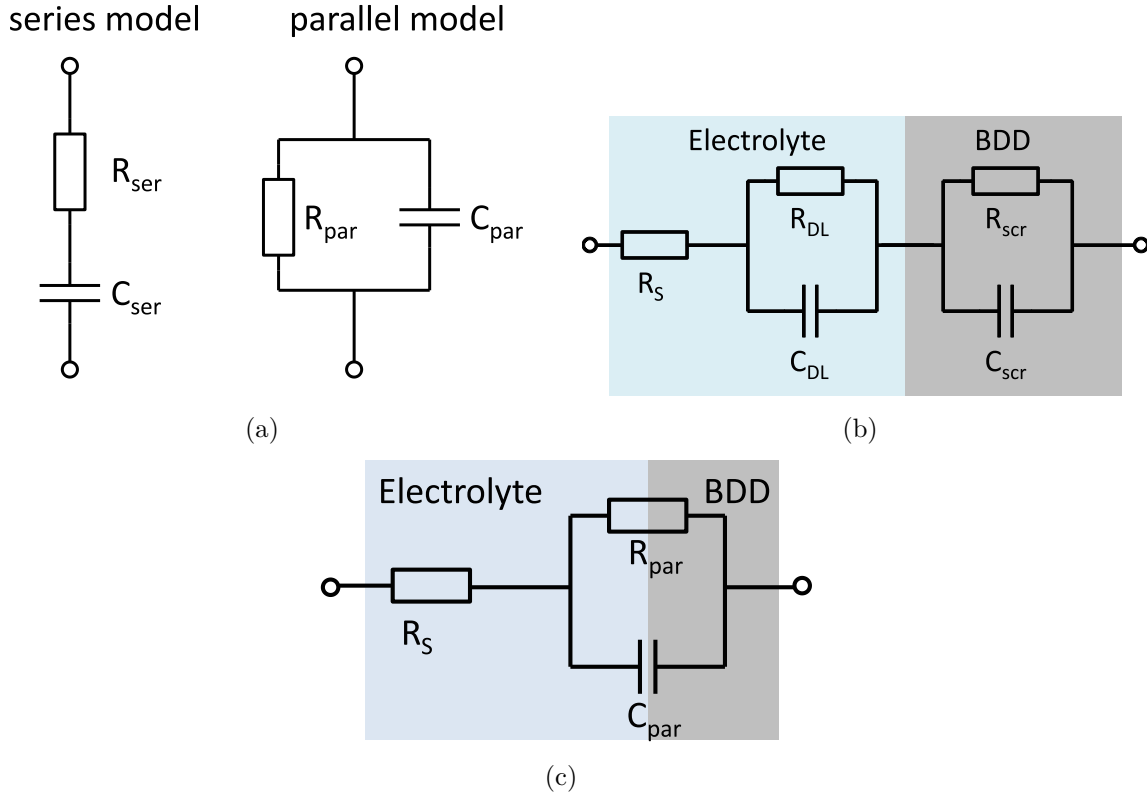 series model
parallel model
R_ser
C_ser
R_par
C_par
(a)
Electrolyte
BDD
R_DL
R_scr
R_S
C_DL
C_scr
(b)
Electrolyte
BDD
R_par
R_S
C_par
(c)